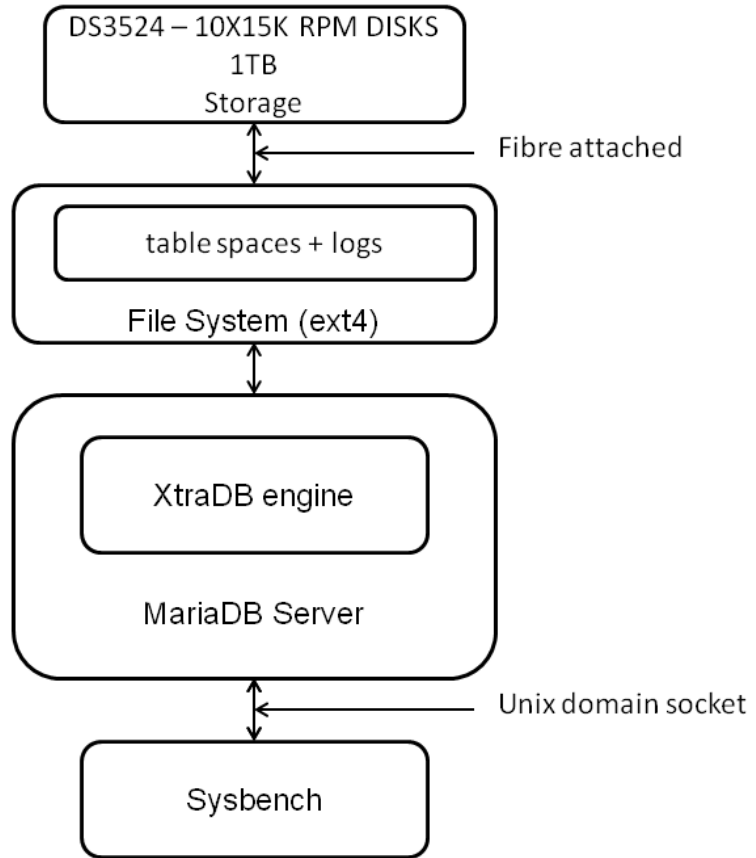 DS3524 – 10X15K RPM DISKS
1TB
Storage
Fibre attached
table spaces + logs
File System (ext4)
XtraDB engine
MariaDB Server
Unix domain socket
Sysbench